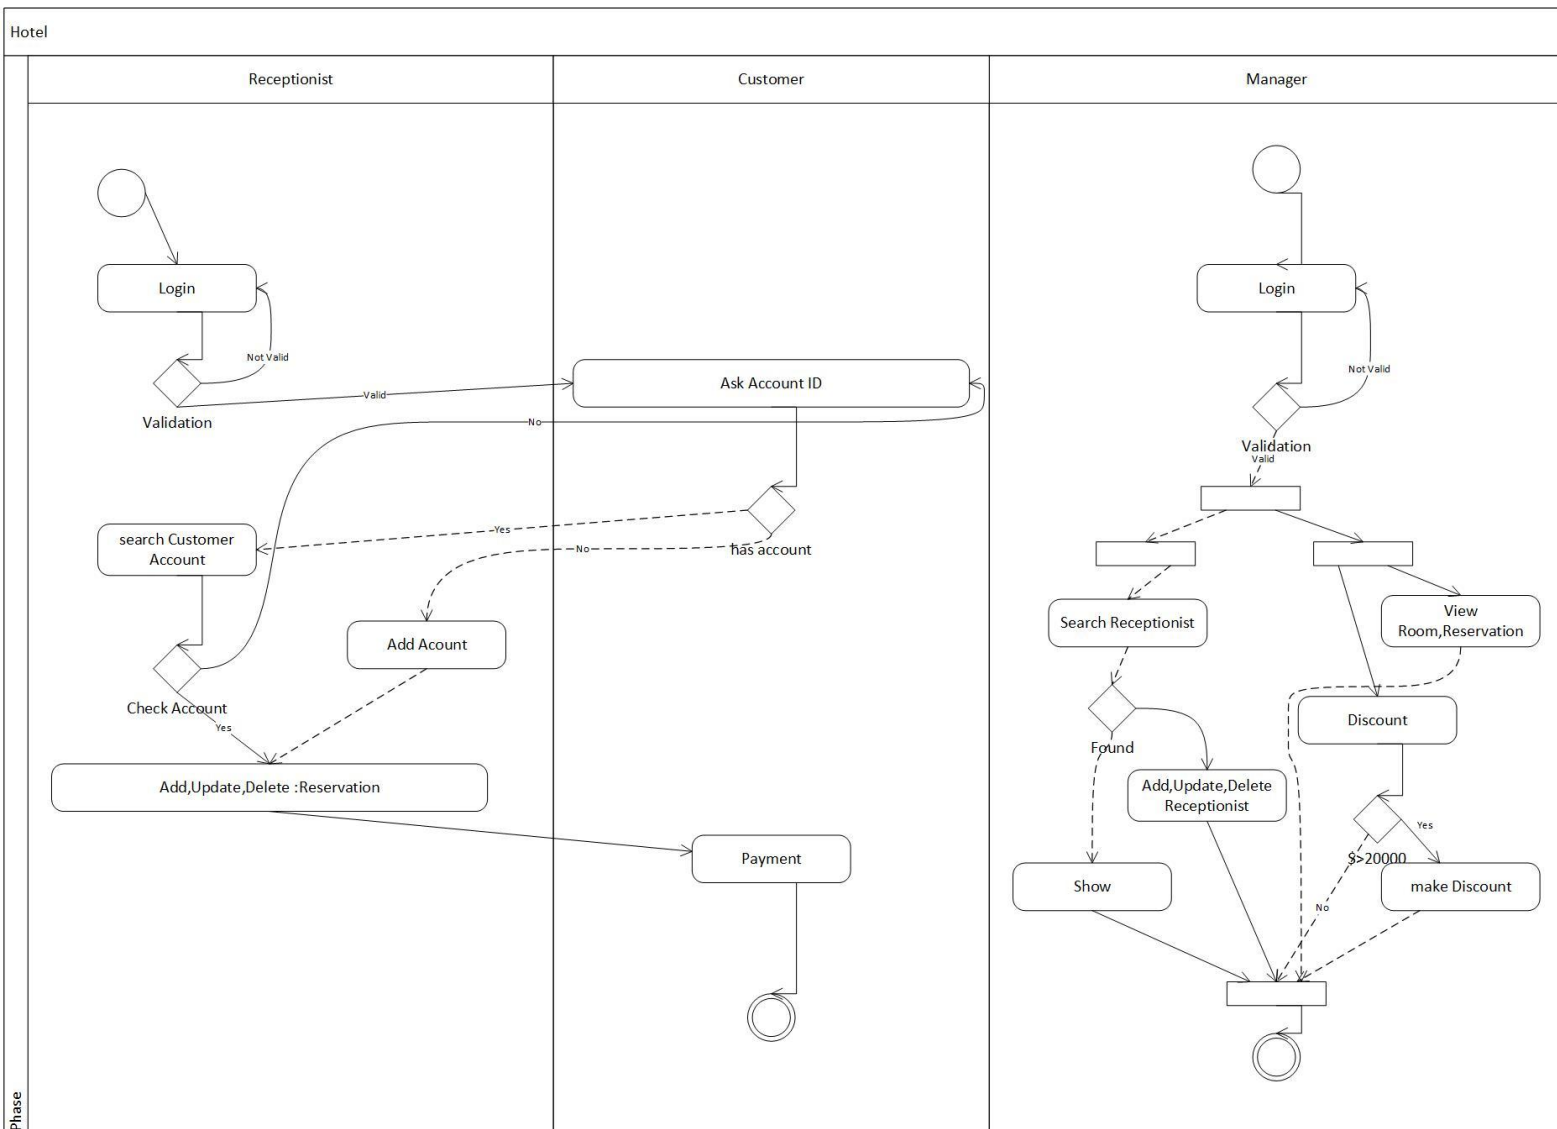 Hotel
Receptionist
Customer
Manager
Login
Not Valid
Validation
Valid
Ask Account ID
No
has account
Yes
No
search Customer
Account
Check Account
Yes
Add Acount
Add,Update,Delete :Reservation
Payment
Login
Not Valid
Validation
Valid
Search Receptionist
View
Room,Reservation
Found
Discount
Add,Update,Delete
Receptionist
Yes
$>20000
No
Show
make Discount
Phase